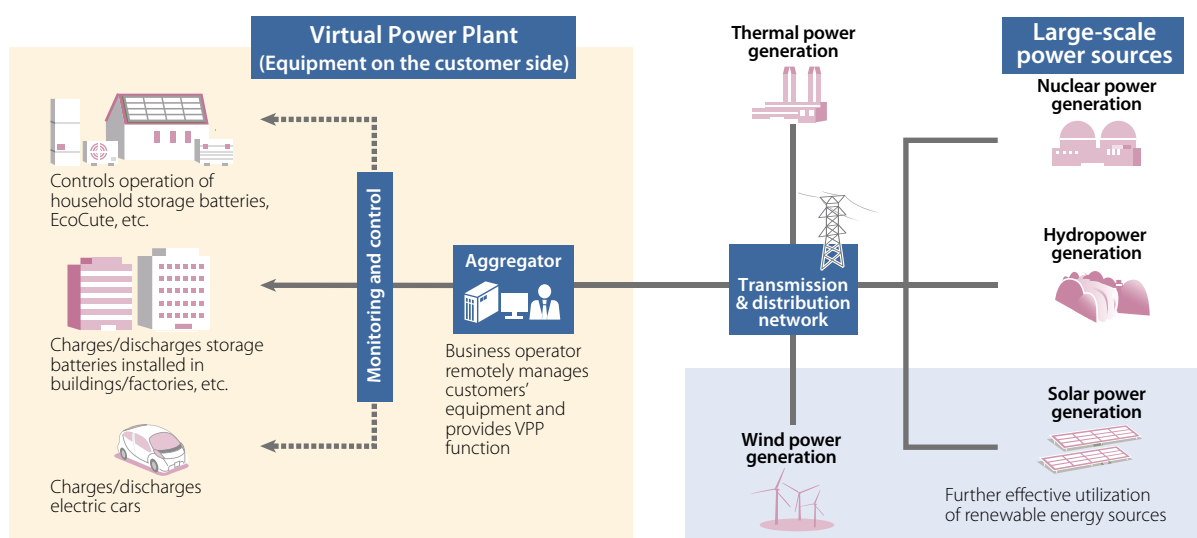 Virtual Power Plant
(Equipment on the customer side)
Controls operation of
household storage batteries,
EcoCute, etc.
Charges/discharges storage
batteries installed in
buildings/factories, etc.
Charges/discharges
electric cars
Monitoring and control
Aggregator
Business operator
remotely manages
customers’
equipment and
provides VPP
function
Thermal power
generation
Transmission
& distribution
network
Wind power
generation
Large-scale
power sources
Nuclear power
generation
Hydropower
generation
Solar power
generation
Further effective utilization
of renewable energy sources